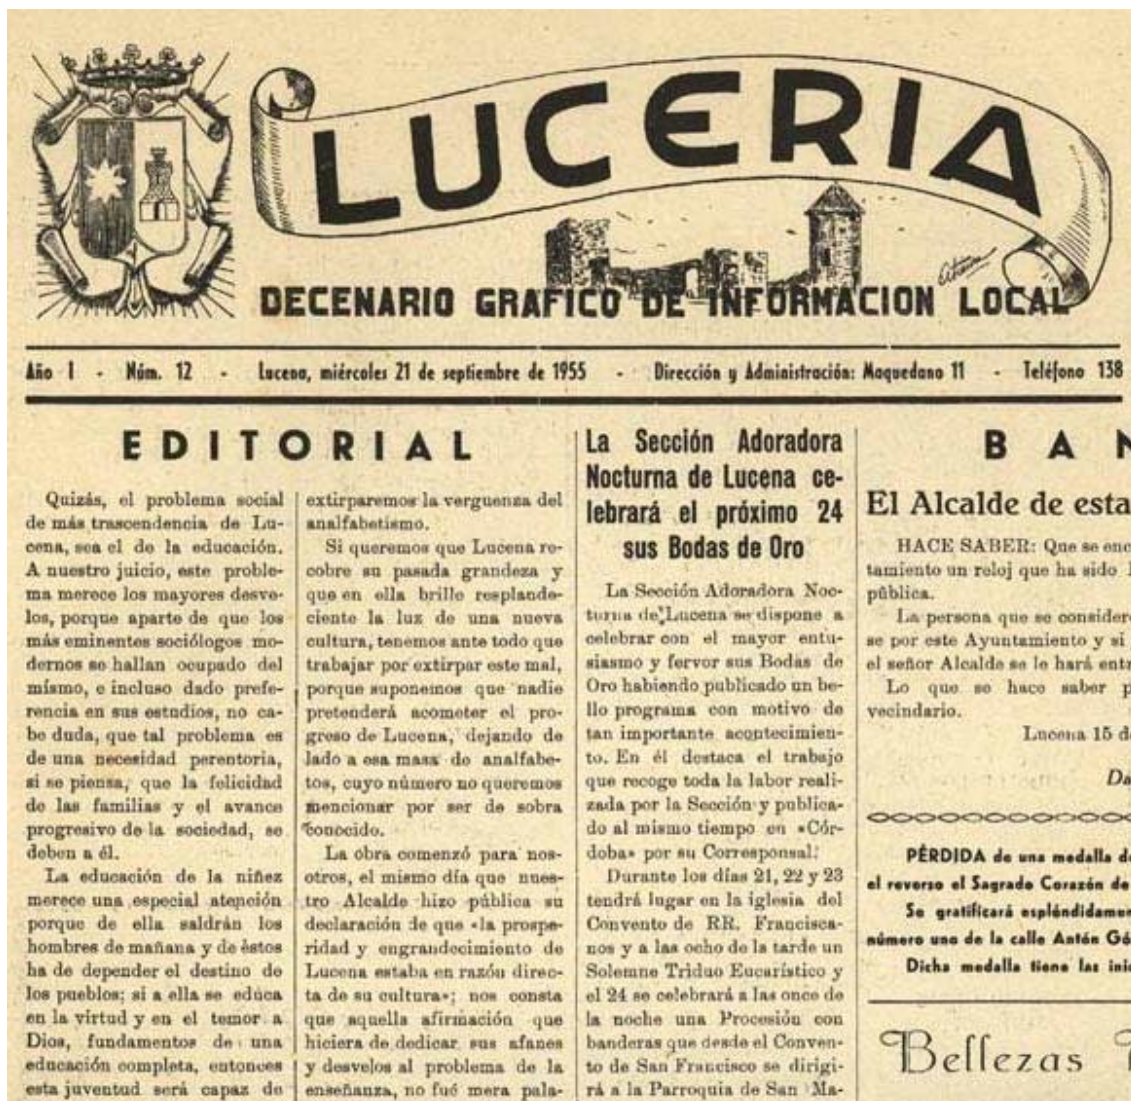 LUCERIA
DECENARIO GRAFICO DE INFORMACION LOCAL
Año I - Núm. 12 - Lucena, miércoles 21 de septiembre de 1955 - Dirección y Administración: Maquedano 11 - Teléfono 138
EDITORIAL
Quizás, el problema social
de más trascendencia de Lu-
cena, sea el de la educación.
A nuestro juicio, este proble-
ma merece los mayores desve-
los, porque aparte de que los
más eminentes sociólogos mo-
dernos se hallan ocupado del
mismo, e incluso dado prefe-
rencia en sus estudios, no ca-
be duda, que tal problema es
de una necesidad perentoria,
si se piensa, que la felicidad
de las familias y el avance
progresivo de la sociedad, se
deben a él.
La educación de la niñez
merece una especial atención
porque de ella saldrán los
hombres de mañana y de èstos
ha de depender el destino de
los pueblos; si a ella se educa
en la virtud y en el temor a
Dios, fundamentos de una
educación completa, entonces
esta juventud será capaz de
extirparemos la verguenza del
analfabetismo.
Si queremos que Lucena re-
cobre su pasada grandeza y
que en ella brille resplande-
ciente la luz de una nueva
cultura, tenemos ante todo que
trabajar por extirpar este mal,
porque suponemos que nadie
pretenderá acometer el pro-
greso de Lucena, dejando de
lado a esa masa de analfabe-
tos, cuyo número no queremos
mencionar por ser de sobra
conocido.
La obra comenzó para nos-
otros, el mismo día que nues-
tro Alcalde hizo pública su
declaración de que «la prospe-
ridad y engrandecimiento de
Lucena estaba en razón direc-
ta de su cultura»; nos consta
que aquella afirmación que
hiciera de dedicar sus afanes
y desvelos al problema de la
enseñanza, no fué mera pala-
La Sección Adoradora
Nocturna de Lucena ce-
lebrará el próximo 24
sus Bodas de Oro
La Sección Adoradora Noc-
turna de Lucena se dispone a
celebrar con el mayor entu-
siasmo y fervor sus Bodas de
Oro habiendo publicado un be-
llo programa con motivo de
tan importante acontecimien-
to. En él destaca el trabajo
que recoge toda la labor reali-
zada por la Sección y publica-
do al mismo tiempo en «Cór-
doba» por su Corresponsal.
Durante los días 21, 22 y 23
tendrá lugar en la iglesia del
Convento de RR. Francisca-
nos y a las ocho de la tarde un
Solemne Triduo Eucarístico y
el 24 se celebrará a las once de
la noche una Procesión con
banderas que desde el Conven-
to de San Francisco se dirigi-
rá a la Parroquia de San Ma-
B A N
El Alcalde de esta
HACE SABER: Que se enc
tamiento un reloj que ha sido
pública.
La persona que se consider
se por este Ayuntamiento y si
el señor Alcalde se le hará entr
Lo que se hace saber p
vecindario.
Lucena 15 d
Da
PÉRDIDA de una medalla d
el reverso el Sagrado Corazón de
Se gratificará espléndidamen
número uno de la calle Antón Gó
Dicha medalla tiene las inic
Bellezas